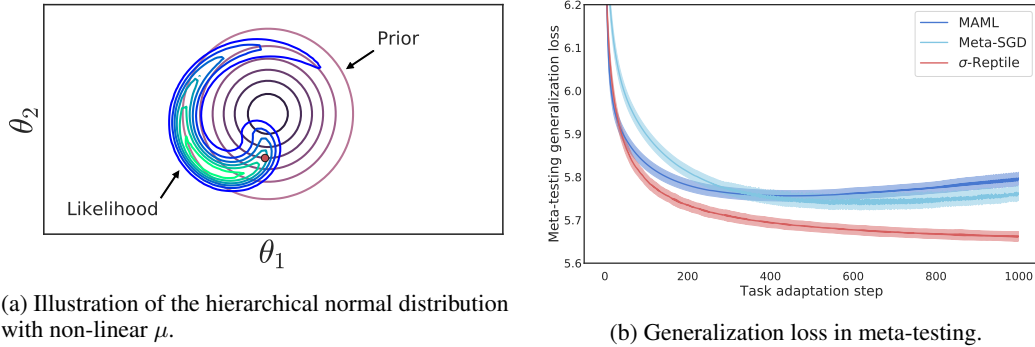 Prior
θ2
Likelihood
θ1
(a) Illustration of the hierarchical normal distribution
with non-linear μ.
6.2
6.1
6.0
5.9
5.8
5.7
5.6
Meta-testing generalization loss
MAML
Meta-SGD
σ-Reptile
0
200
400
600
800
1000
Task adaptation step
(b) Generalization loss in meta-testing.